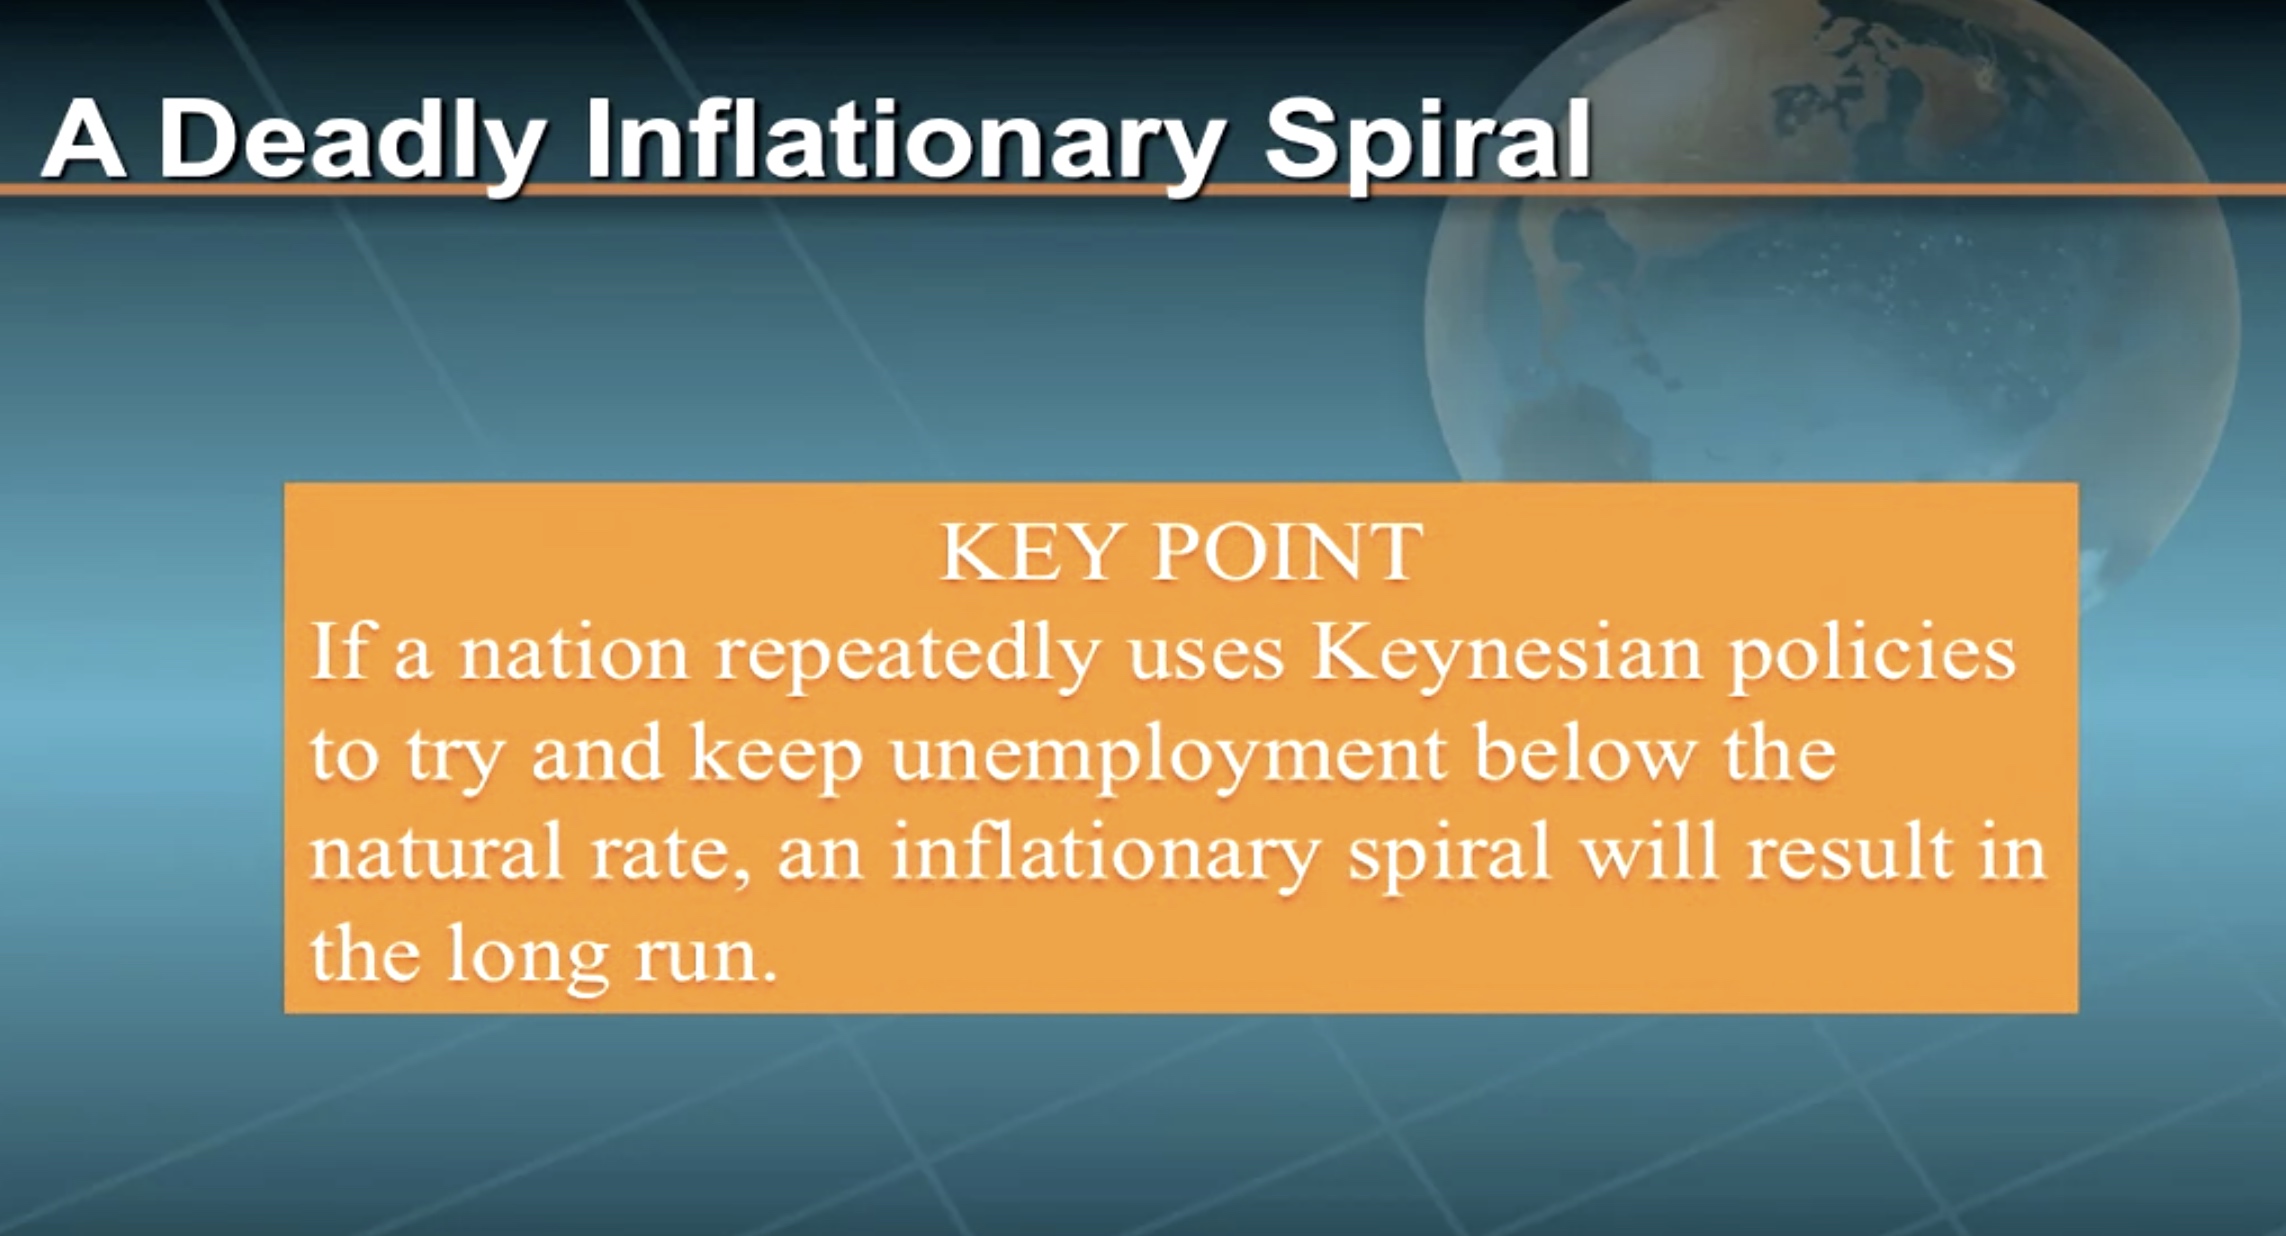 A Deadly Inflationary Spiral
KEY POINT
If a nation repeatedly uses Keynesian policies
to try and keep unemployment below the
natural rate, an inflationary spiral will result in
the long run.